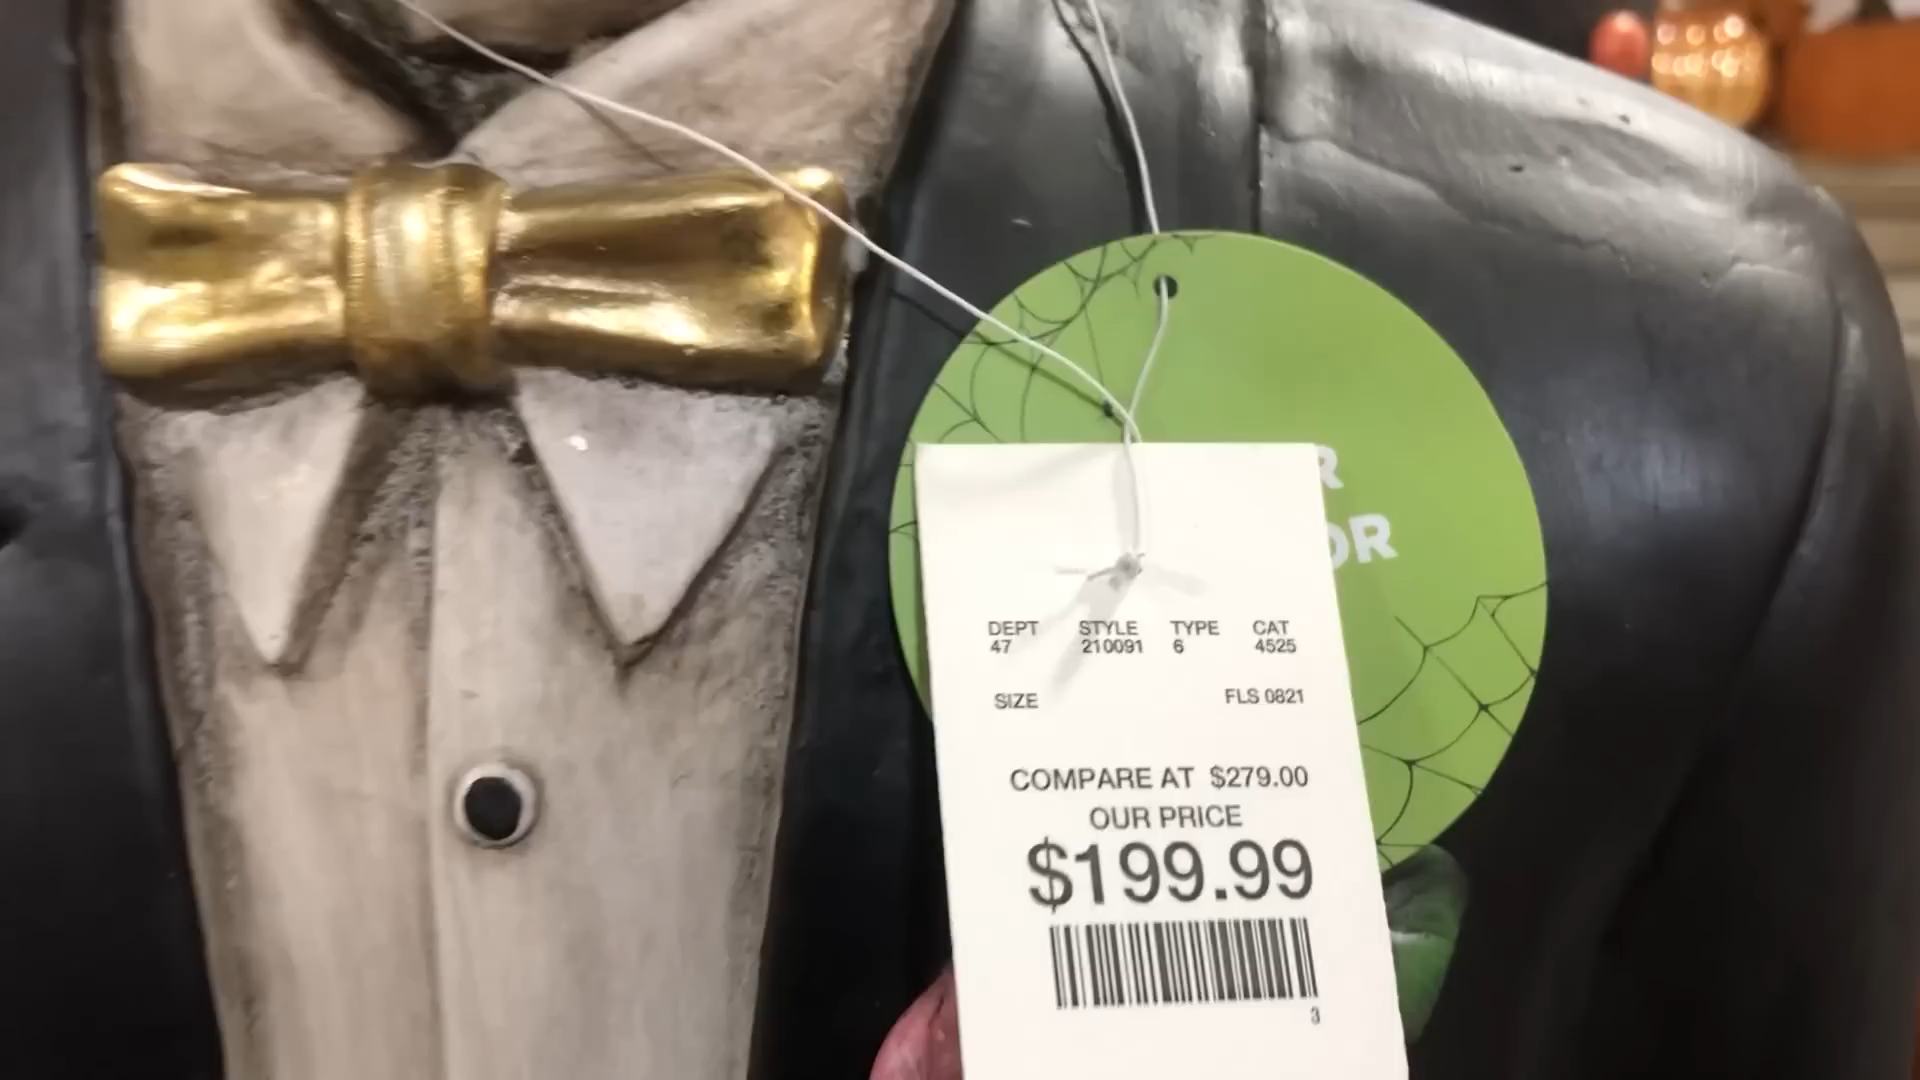 DEPT STYLE TYPE CAT
47 210091 6 4525
SIZE FLS 0821
COMPARE AT $279.00
OUR PRICE
$199.99
3